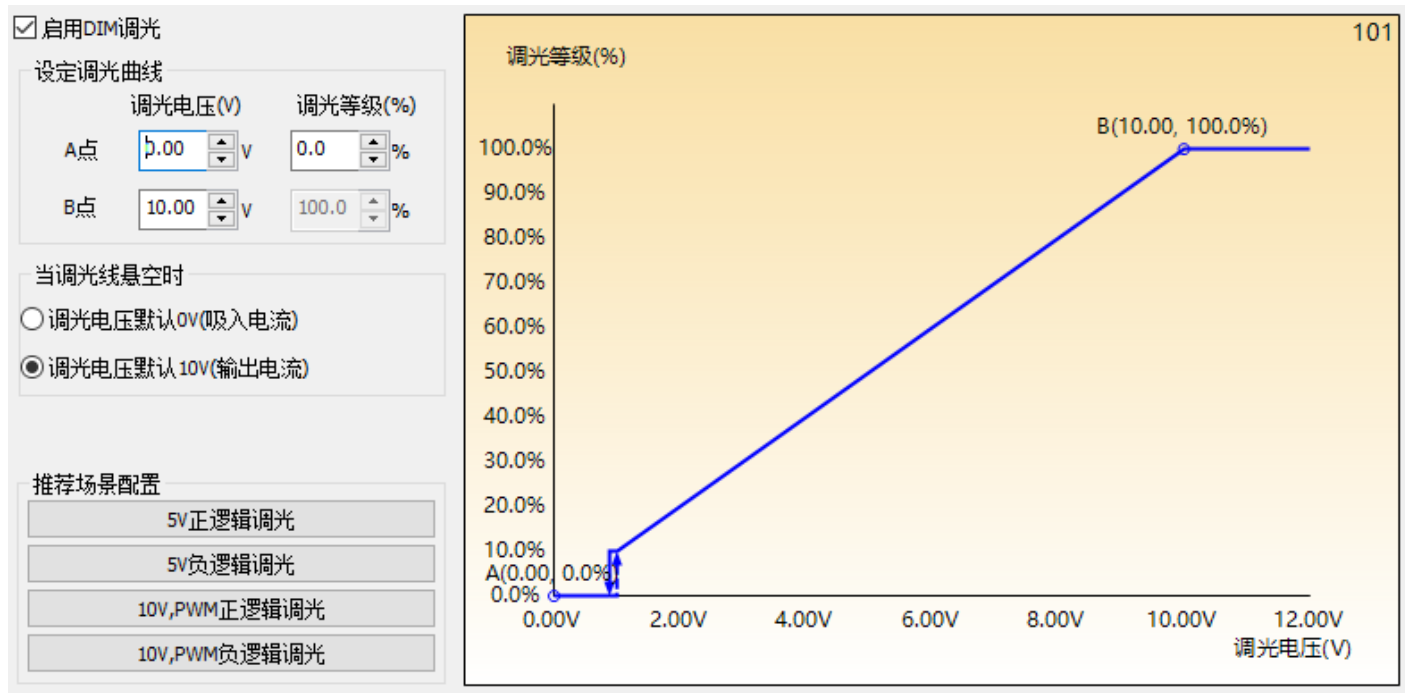 启用DIM调光
设定调光曲线
调光电压(V) 调光等级(%)
A点 0.00 V 0.0 %
B点 10.00 V 100.0 %
当调光线悬空时
调光电压默认0V(吸入电流)
调光电压默认10V(输出电流)
推荐场景配置
5V正逻辑调光
5V负逻辑调光
10V,PWM正逻辑调光
10V,PWM负逻辑调光
101
调光等级(%)
B(10.00, 100.0%)
100.0%
90.0%
80.0%
70.0%
60.0%
50.0%
40.0%
30.0%
20.0%
10.0%
A(0.00, 0.0%)
0.0%
0.00V 2.00V 4.00V 6.00V 8.00V 10.00V 12.00V
调光电压(V)